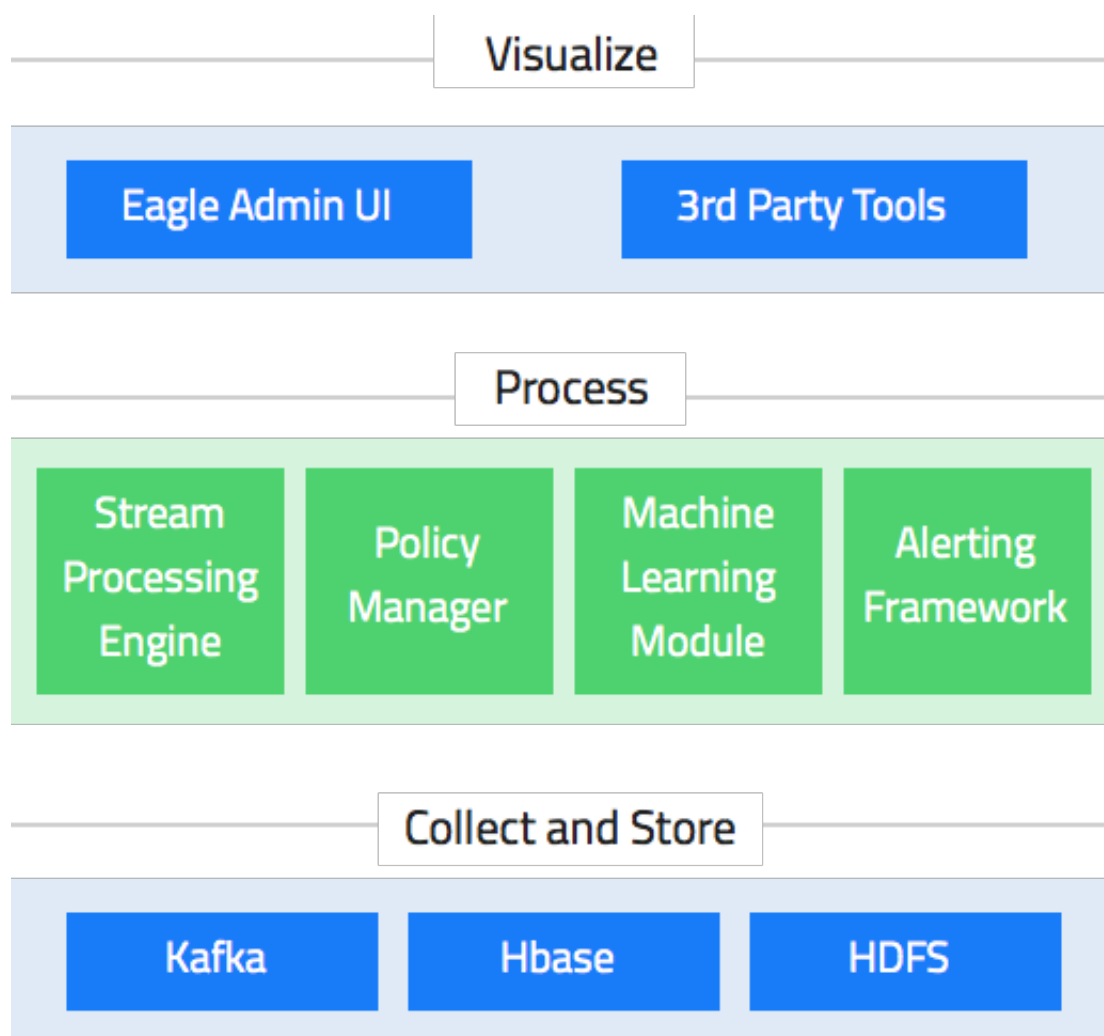 Visualize
Eagle Admin UI
3rd Party Tools
Process
Stream
Processing
Engine
Policy
Manager
Machine
Learning
Module
Alerting
Framework
Collect and Store
Kafka
Hbase
HDFS